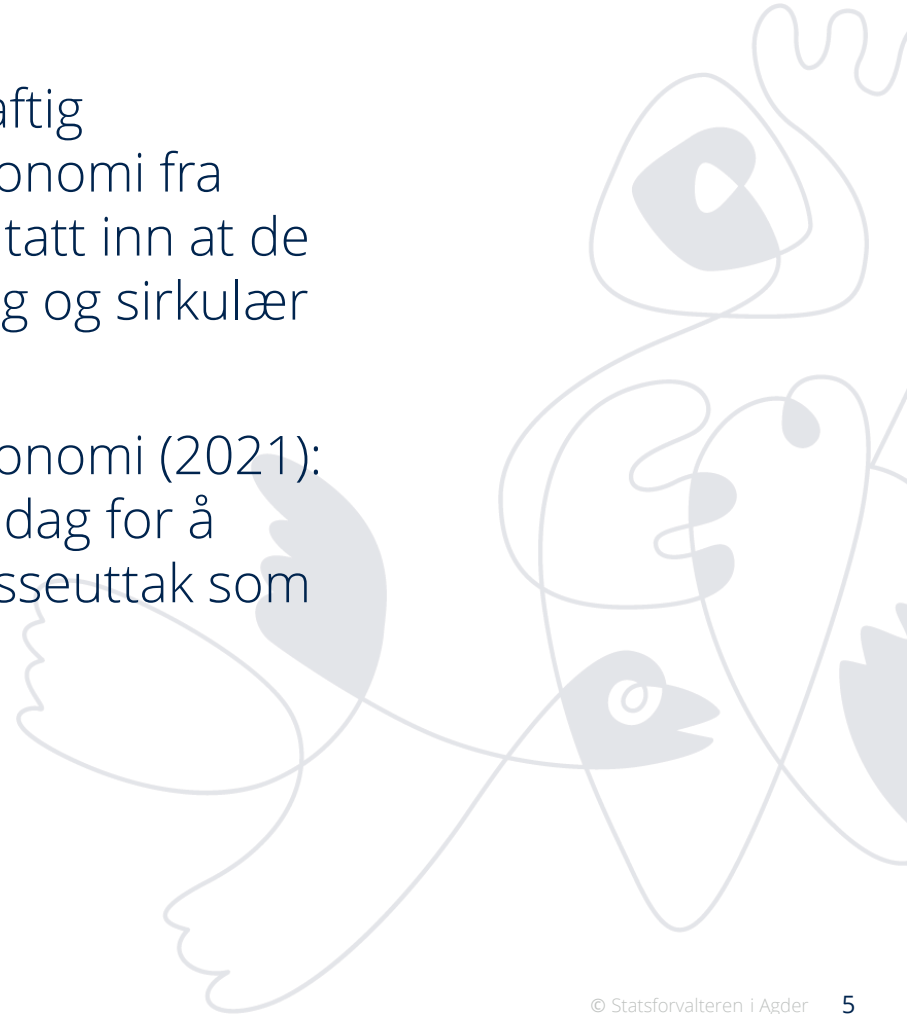 aftig
onomi fra
tatt inn at de
g og sirkulær
onomi (2021):
dag for å
sseuttak som
© Statsforvalteren i Agder 5